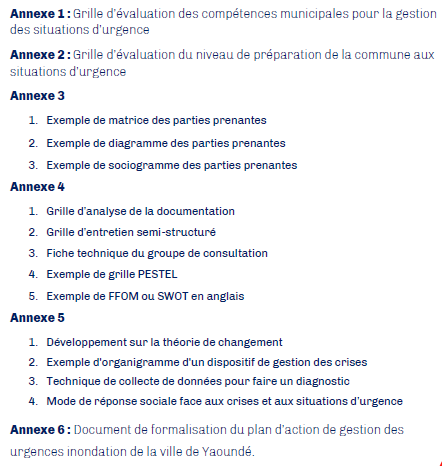 Annexe 1 : Grille d'évaluation des compétences municipales pour la gestion
des situations d'urgence
Annexe 2 : Grille d'évaluation du niveau de préparation de la commune aux
situations d'urgence
Annexe 3
1. Exemple de matrice des parties prenantes
2. Exemple de diagramme des parties prenantes
3. Exemple de sociogramme des parties prenantes
Annexe 4
1. Grille d'analyse de la documentation
2. Grille d'entretien semi-structuré
3. Fiche technique du groupe de consultation
4. Exemple de grille PESTEL
5. Exemple de FFOM ou SWOT en anglais
Annexe 5
1. Développement sur la théorie de changement
2. Exemple d'organigramme d'un dispositif de gestion des crises
3. Technique de collecte de données pour faire un diagnostic
4. Mode de réponse sociale face aux crises et aux situations d'urgence
Annexe 6 : Document de formalisation du plan d'action de gestion des
urgences inondation de la ville de Yaoundé.